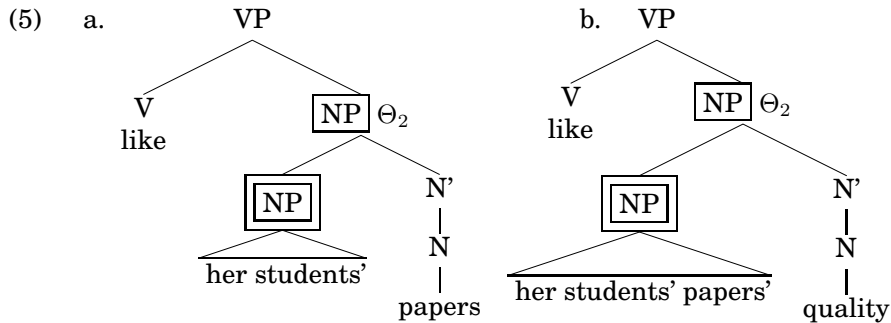 (5) a. VP b. VP
V NP Θ₂ V NP Θ₂
like like
NP N’ NP N’
N N
her students’ her students’ papers’
papers quality